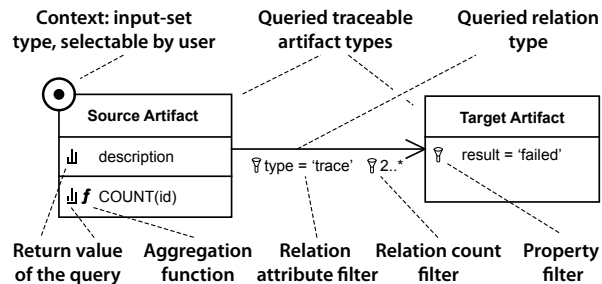 Context: input-set
type, selectable by user
Queried traceable
artifact types
Queried relation
type
Source Artifact
description
ƒ COUNT(id)
type = ‘trace’
2..*
Target Artifact
result = ‘failed’
Return value
of the query
Aggregation
function
Relation
attribute filter
Relation count
filter
Property
filter